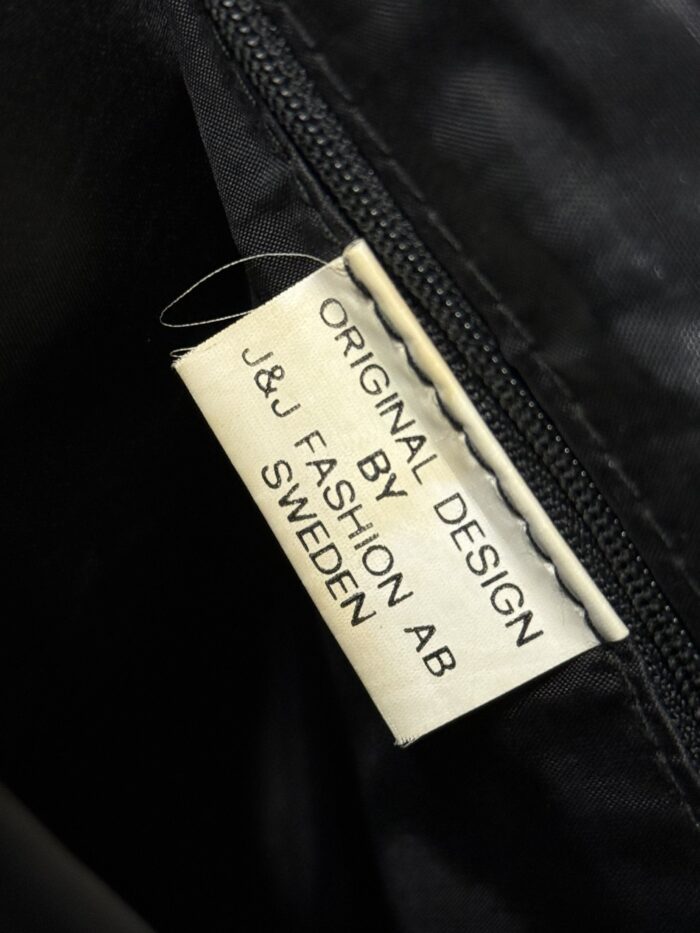 ORIGINAL DESIGN
BY
J&J FASHION AB
SWEDEN